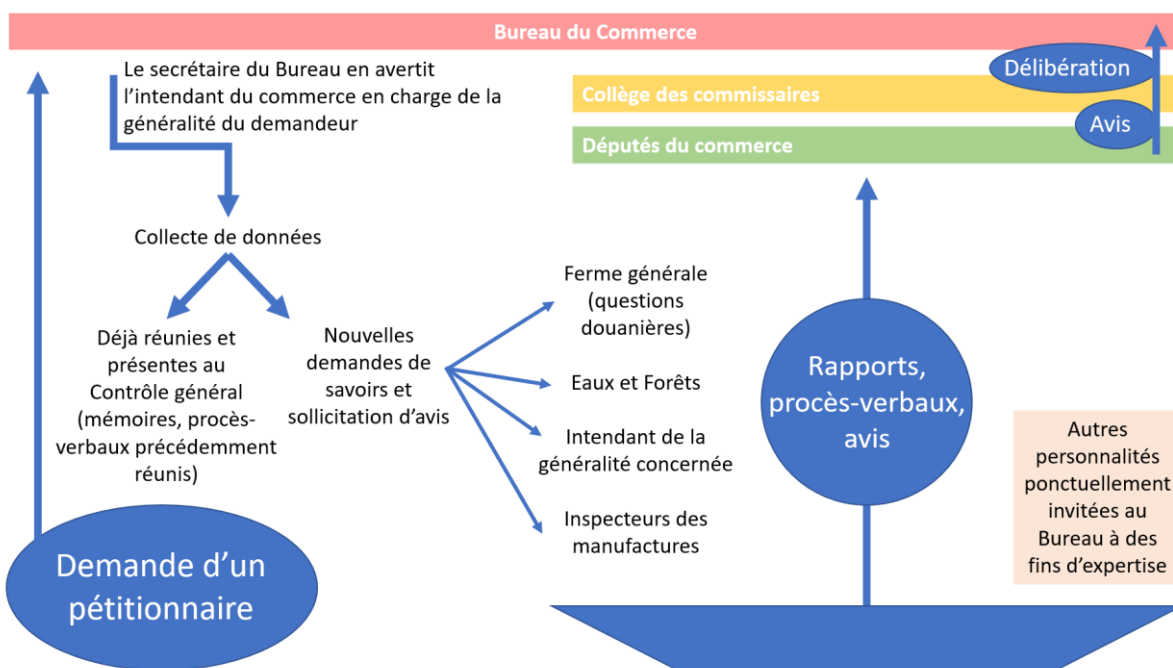 Bureau du Commerce
Le secrétaire du Bureau en avertit
l'intendant du commerce en charge de la
généralité du demandeur
Délibération
Collège des commissaires
Avis
Députés du commerce
Collecte de données
Déjà réunies et
présentes au
Contrôle général
(mémoires, procès-
verbaux précédemment
réunis)
Nouvelles
demandes de
savoirs et
sollicitation d'avis
Ferme générale
(questions
douanières)
Eaux et Forêts
Intendant de la
généralité concernée
Inspecteurs des
manufactures
Rapports,
procès-verbaux,
avis
Autres
personnalités
ponctuellement
invitées au
Bureau à des
fins d'expertise
Demande d'un
pétitionnaire